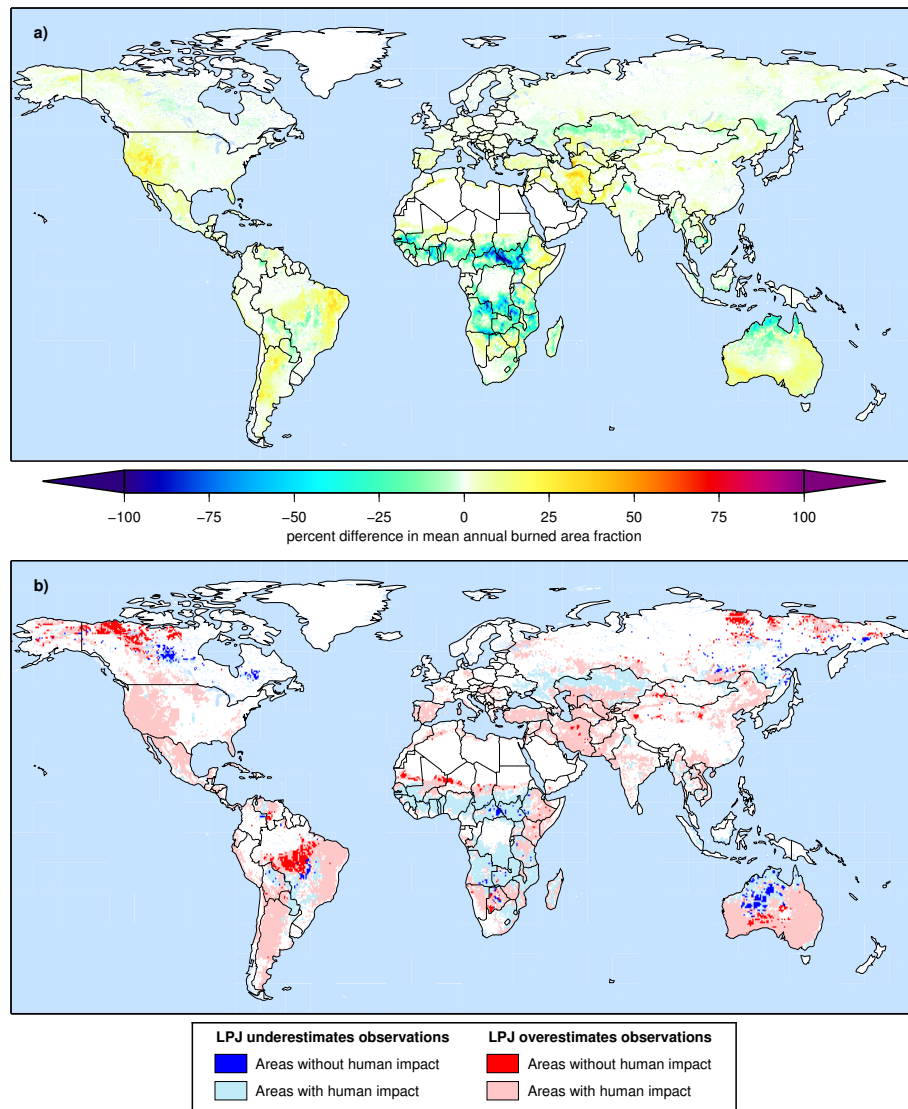 a)
−100 −75 −50 −25 0 25 50 75 100
percent difference in mean annual burned area fraction
b)
LPJ underestimates observations LPJ overestimates observations
Areas without human impact Areas without human impact
Areas with human impact Areas with human impact